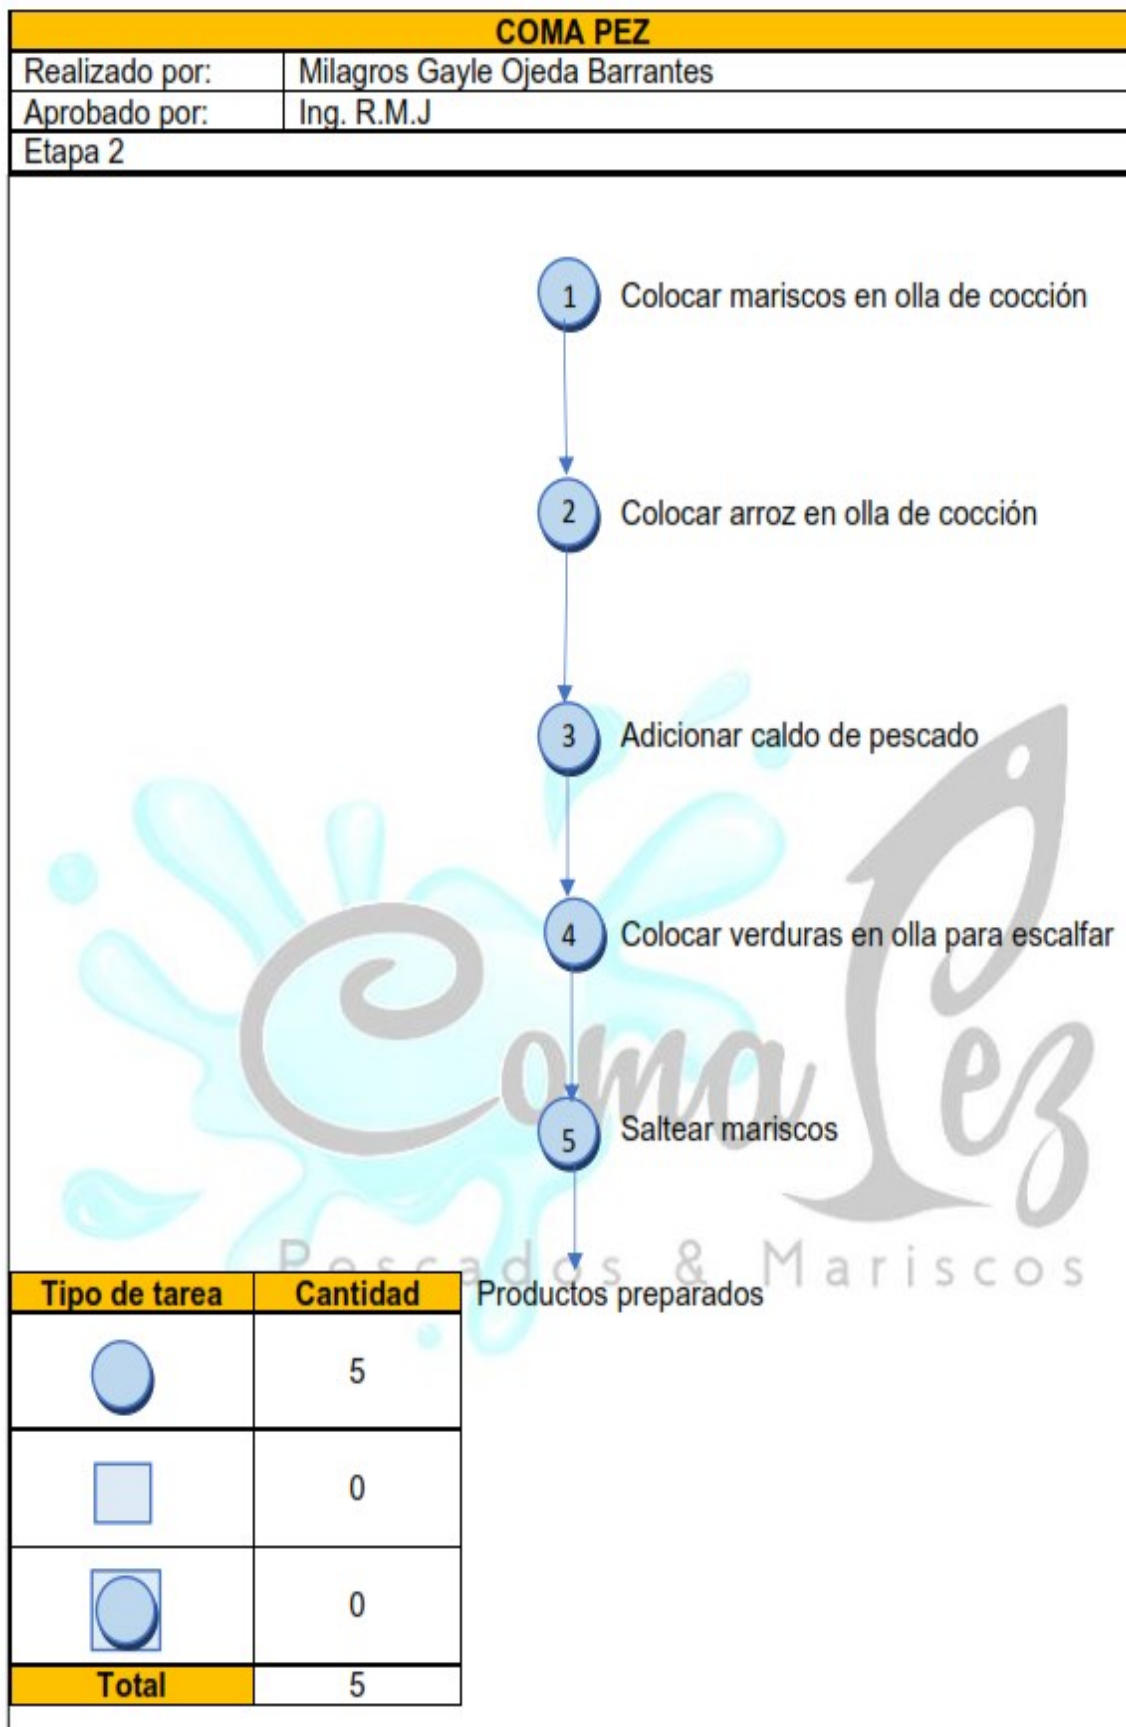 COMA PEZ
Realizado por: Milagros Gayle Ojeda Barrantes
Aprobado por: Ing. R.M.J
Etapa 2
1 Colocar mariscos en olla de cocción
2 Colocar arroz en olla de cocción
3 Adicionar caldo de pescado
4 Colocar verduras en olla para escalfar
Coma Pez
5 Saltear mariscos
Pescados & Mariscos
Productos preparados
Tipo de tarea Cantidad
5
0
0
Total 5